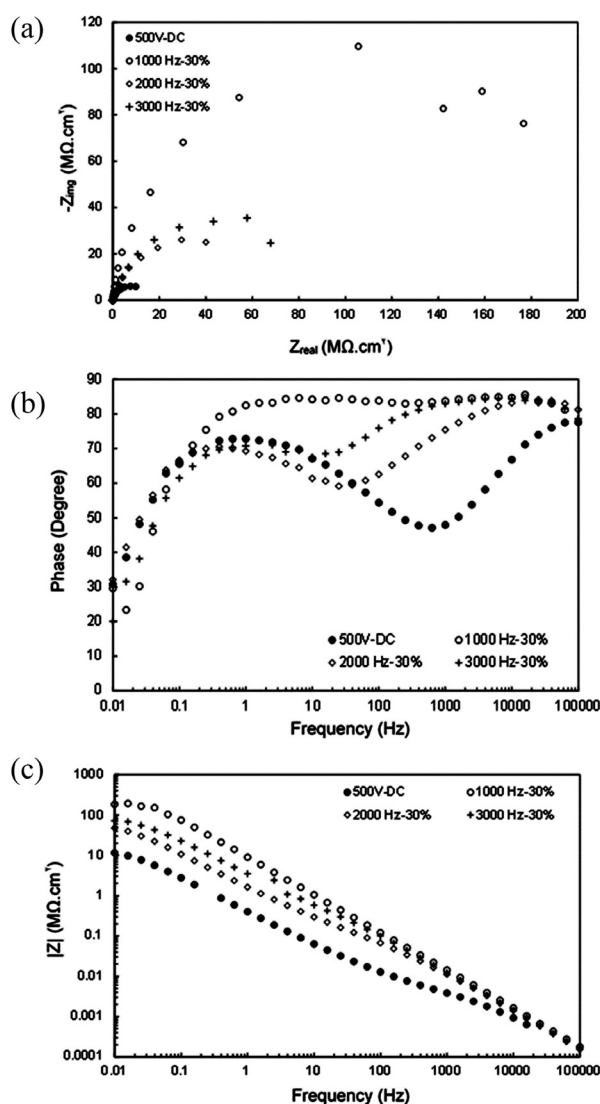 (a)
500V-DC
1000 Hz-30%
2000 Hz-30%
3000 Hz-30%
120
100
80
60
40
20
0
-Zimg (MΩ.cm²)
0 20 40 60 80 100 120 140 160 180 200
Zreal (MΩ.cm²)
(b)
90
80
70
60
50
40
30
20
10
0
Phase (Degree)
500V-DC 1000 Hz-30%
2000 Hz-30% 3000 Hz-30%
0.01 0.1 1 10 100 1000 10000 100000
Frequency (Hz)
(c)
1000
100
10
1
0.1
0.01
0.001
0.0001
|Z| (MΩ.cm²)
500V-DC 1000 Hz-30%
2000 Hz-30% 3000 Hz-30%
0.01 0.1 1 10 100 1000 10000 100000
Frequency (Hz)